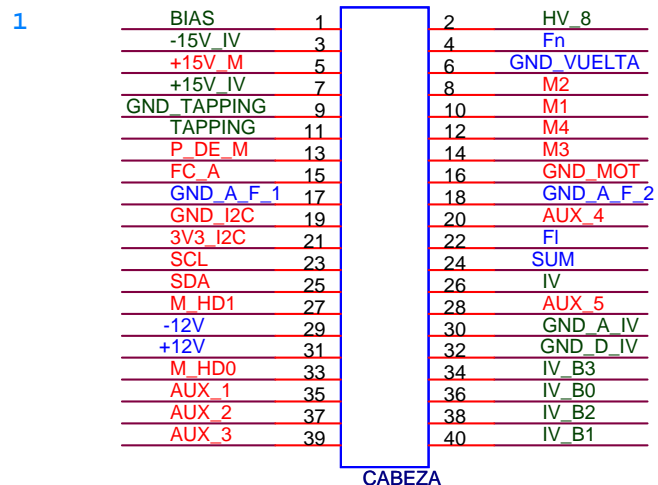 1
BIAS 1 2 HV_8
-15V_IV 3 4 Fn
+15V_M 5 6 GND_VUELTA
+15V_IV 7 8 M2
GND_TAPPING 9 10 M1
TAPPING 11 12 M4
P_DE_M 13 14 M3
FC_A 15 16 GND_MOT
GND_A_F_1 17 18 GND_A_F_2
GND_I2C 19 20 AUX_4
3V3_I2C 21 22 FI
SCL 23 24 SUM
SDA 25 26 IV
M_HD1 27 28 AUX_5
-12V 29 30 GND_A_IV
+12V 31 32 GND_D_IV
M_HD0 33 34 IV_B3
AUX_1 35 36 IV_B0
AUX_2 37 38 IV_B2
AUX_3 39 40 IV_B1
CABEZA